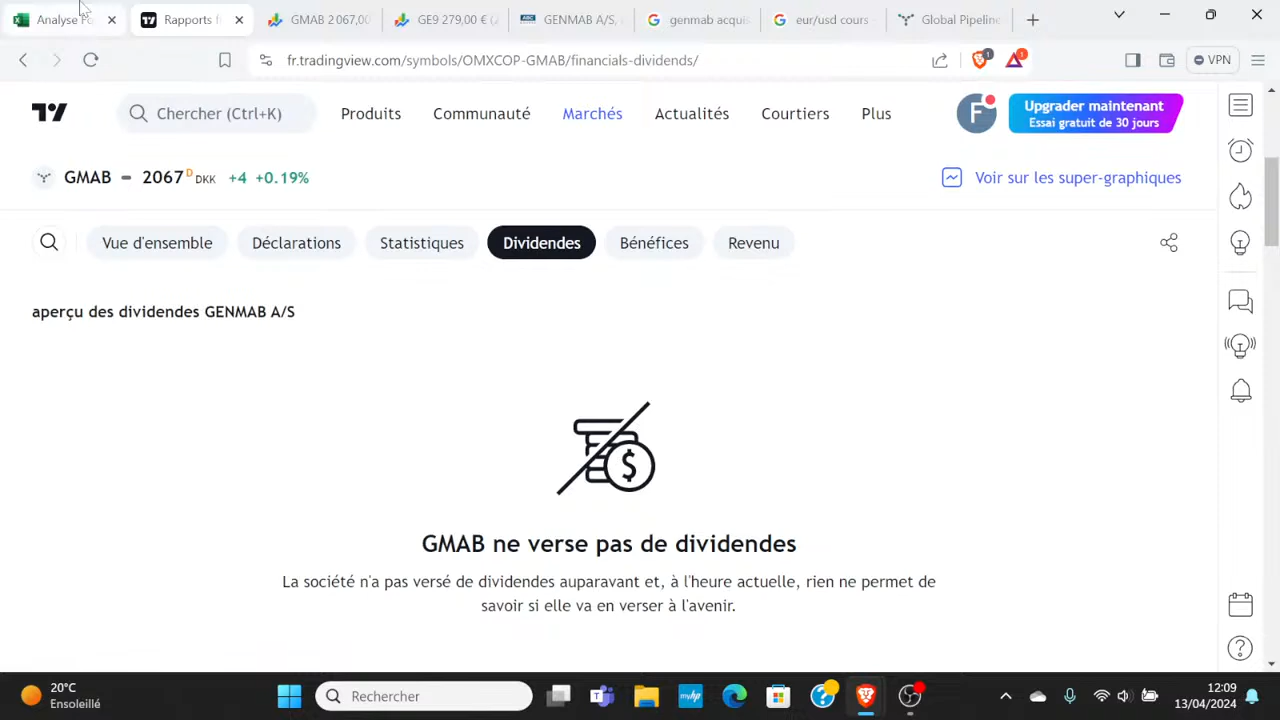 Analyse Fo
Rapports f
GMAB 2 067,00
GE9 279,00 € (
GENMAB A/S,
genmab acquis
eur/usd cours
Global Pipeline
fr.tradingview.com/symbols/OMXCOP-GMAB/financials-dividends/
1
1
VPN
Chercher (Ctrl+K)
Produits
Communauté
Marchés
Actualités
Courtiers
Plus
F
Upgrader maintenant
Essai gratuit de 30 jours
GMAB
2067 D DKK +4 +0.19%
Voir sur les super-graphiques
Vue d'ensemble
Déclarations
Statistiques
Dividendes
Bénéfices
Revenu
aperçu des dividendes GENMAB A/S
$
GMAB ne verse pas de dividendes
La société n'a pas versé de dividendes auparavant et, à l'heure actuelle, rien ne permet de
savoir si elle va en verser à l'avenir.
20°C
Ensoleillé
Rechercher
12:09
13/04/2024